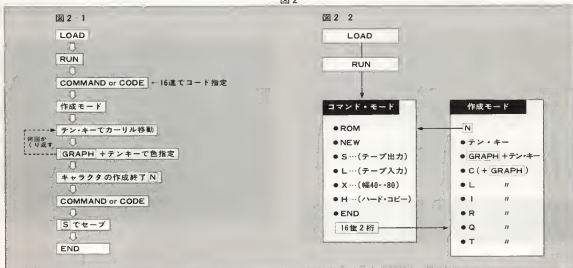 図2
図2-1
LOAD
RUN
COMMAND or CODE ←16進でコード指定
作成モード
テン・キーでカーリル移動
何回か
くり返す
GRAPH +テンキーで色指定
キャラクタの作成終了 N
COMMAND or CODE
Sでセーブ
END
図2-2
LOAD
RUN
コマンド・モード
●ROM
●NEW
●S…(テープ出力)
●L…(テープ入力)
●X…(幅40↔80)
●H…(ハード・コピー)
●END
16進2桁
作成モード
N
●テン・キー
●GRAPH+テン・キー
●C(+ GRAPH)
●L 〃
●I 〃
●R 〃
●Q 〃
●T 〃